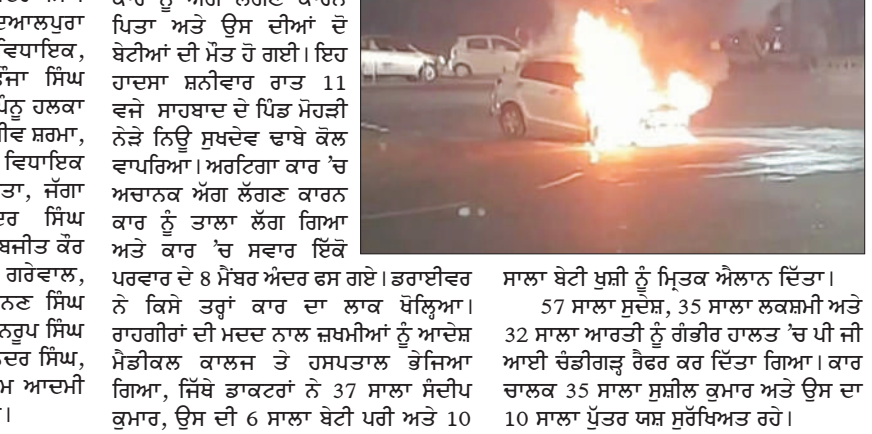 ਆਲਪੁਰਾ
ਵਿਧਾਇਕ,
ਜਾ ਸਿੰਘ
ਪੰਨੂ ਹਲਕਾ
ਸ਼ਰਮਾ,
ਵਿਧਾਇਕ
ਜੱਗਾ
ਸਿੰਘ
ਕੌਰ
ਗਰੇਵਾਲ,
ਸਿੰਘ
ਸਿੰਘ
ਸਿੰਘ,
ਆਦਮੀ
ਕਾਰ ਨੂੰ ਅੱਗ ਲੱਗਣ ਕਾਰਨ
ਪਿਤਾ ਅਤੇ ਉਸ ਦੀਆਂ ਦੋ
ਬੇਟੀਆਂ ਦੀ ਮੌਤ ਹੋ ਗਈ। ਇਹ
ਹਾਦਸਾ ਸ਼ਨੀਵਾਰ ਰਾਤ 11
ਵਜੇ ਸਾਹਬਾਦ ਦੇ ਪਿੰਡ ਮੋਹੜੀ
ਨੇੜੇ ਨਿਊ ਸੁਖਦੇਵ ਢਾਬੇ ਕੋਲ
ਵਾਪਰਿਆ। ਅਰਟਿਗਾ ਕਾਰ 'ਚ
ਅਚਾਨਕ ਅੱਗ ਲੱਗਣ ਕਾਰਨ
ਕਾਰ ਨੂੰ ਤਾਲਾ ਲੱਗ ਗਿਆ
ਅਤੇ ਕਾਰ 'ਚ ਸਵਾਰ ਇੱਕੋ
ਪਰਵਾਰ ਦੇ 8 ਮੈਂਬਰ ਅੰਦਰ ਫਸ ਗਏ। ਡਰਾਈਵਰ
ਨੇ ਕਿਸੇ ਤਰ੍ਹਾਂ ਕਾਰ ਦਾ ਲਾਕ ਖੋਲ੍ਹਿਆ।
ਰਾਹਗੀਰਾਂ ਦੀ ਮਦਦ ਨਾਲ ਜ਼ਖਮੀਆਂ ਨੂੰ ਆਦੇਸ਼
ਮੈਡੀਕਲ ਕਾਲਜ ਤੇ ਹਸਪਤਾਲ ਭੇਜਿਆ
ਗਿਆ, ਜਿੱਥੇ ਡਾਕਟਰਾਂ ਨੇ 37 ਸਾਲਾ ਸੰਦੀਪ
ਕੁਮਾਰ, ਉਸ ਦੀ 6 ਸਾਲਾ ਬੇਟੀ ਪਰੀ ਅਤੇ 10
ਸਾਲਾ ਬੇਟੀ ਖੁਸ਼ੀ ਨੂੰ ਮ੍ਰਿਤਕ ਐਲਾਨ ਦਿੱਤਾ।
57 ਸਾਲਾ ਸੁਦੇਸ਼, 35 ਸਾਲਾ ਲਕਸ਼ਮੀ ਅਤੇ
32 ਸਾਲਾ ਆਰਤੀ ਨੂੰ ਗੰਭੀਰ ਹਾਲਤ 'ਚ ਪੀ ਜੀ
ਆਈ ਚੰਡੀਗੜ੍ਹ ਰੈਫਰ ਕਰ ਦਿੱਤਾ ਗਿਆ। ਕਾਰ
ਚਾਲਕ 35 ਸਾਲਾ ਸੁਸ਼ੀਲ ਕੁਮਾਰ ਅਤੇ ਉਸ ਦਾ
10 ਸਾਲਾ ਪੁੱਤਰ ਯਸ਼ ਸੁਰੱਖਿਅਤ ਰਹੇ।